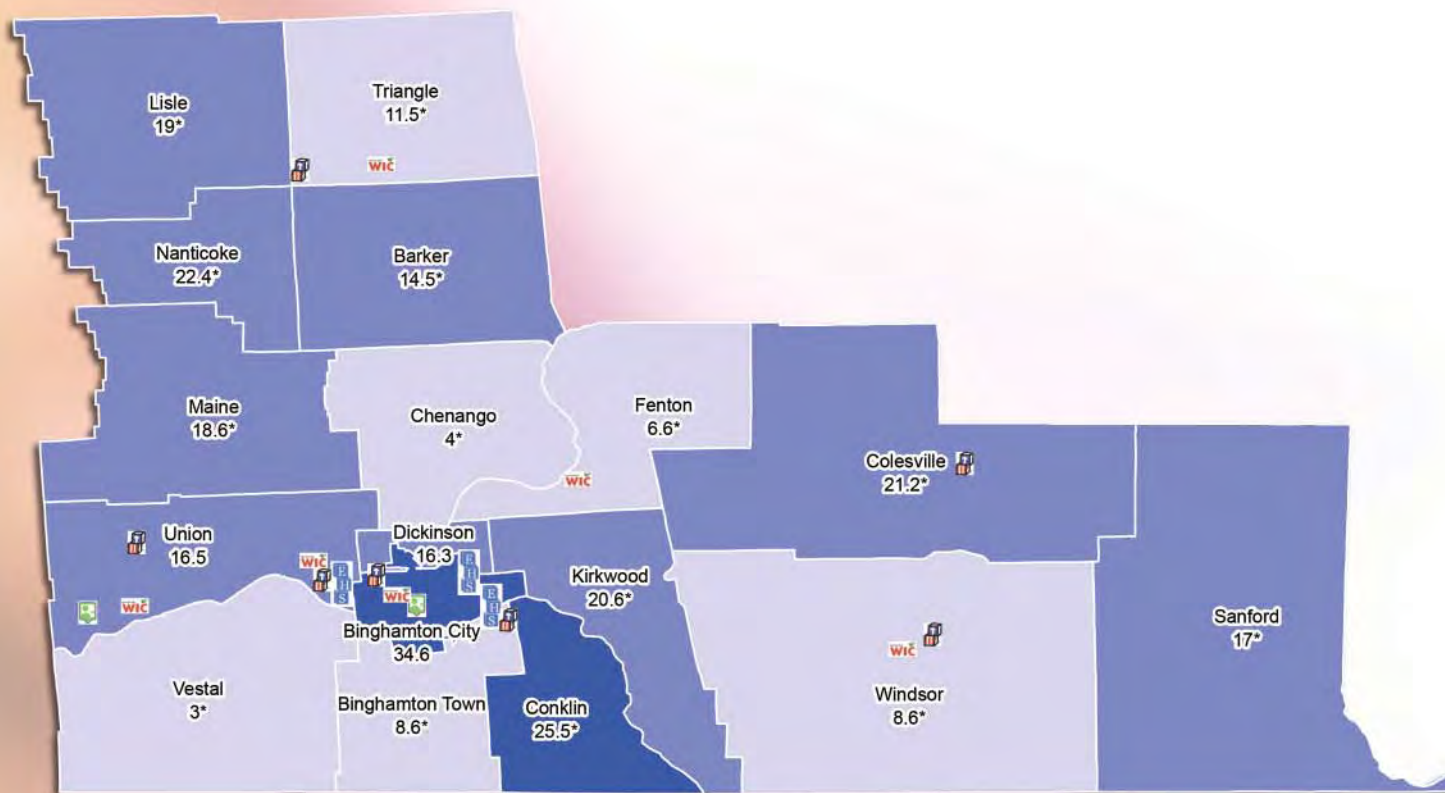 Lisle
19*
Triangle
11.5*
WIC
Nanticoke
22.4*
Barker
14.5*
Maine
18.6*
Chenango
4*
Fenton
6.6*
WIC
Colesville
21.2*
Union
16.5
WIC
EHS
WIC
Dickinson
16.3
EHS
WIC
EHS
Binghamton City
34.6
Kirkwood
20.6*
Sanford
17*
WIC
Windsor
8.6*
Vestal
3*
Binghamton Town
8.6*
Conklin
25.5*